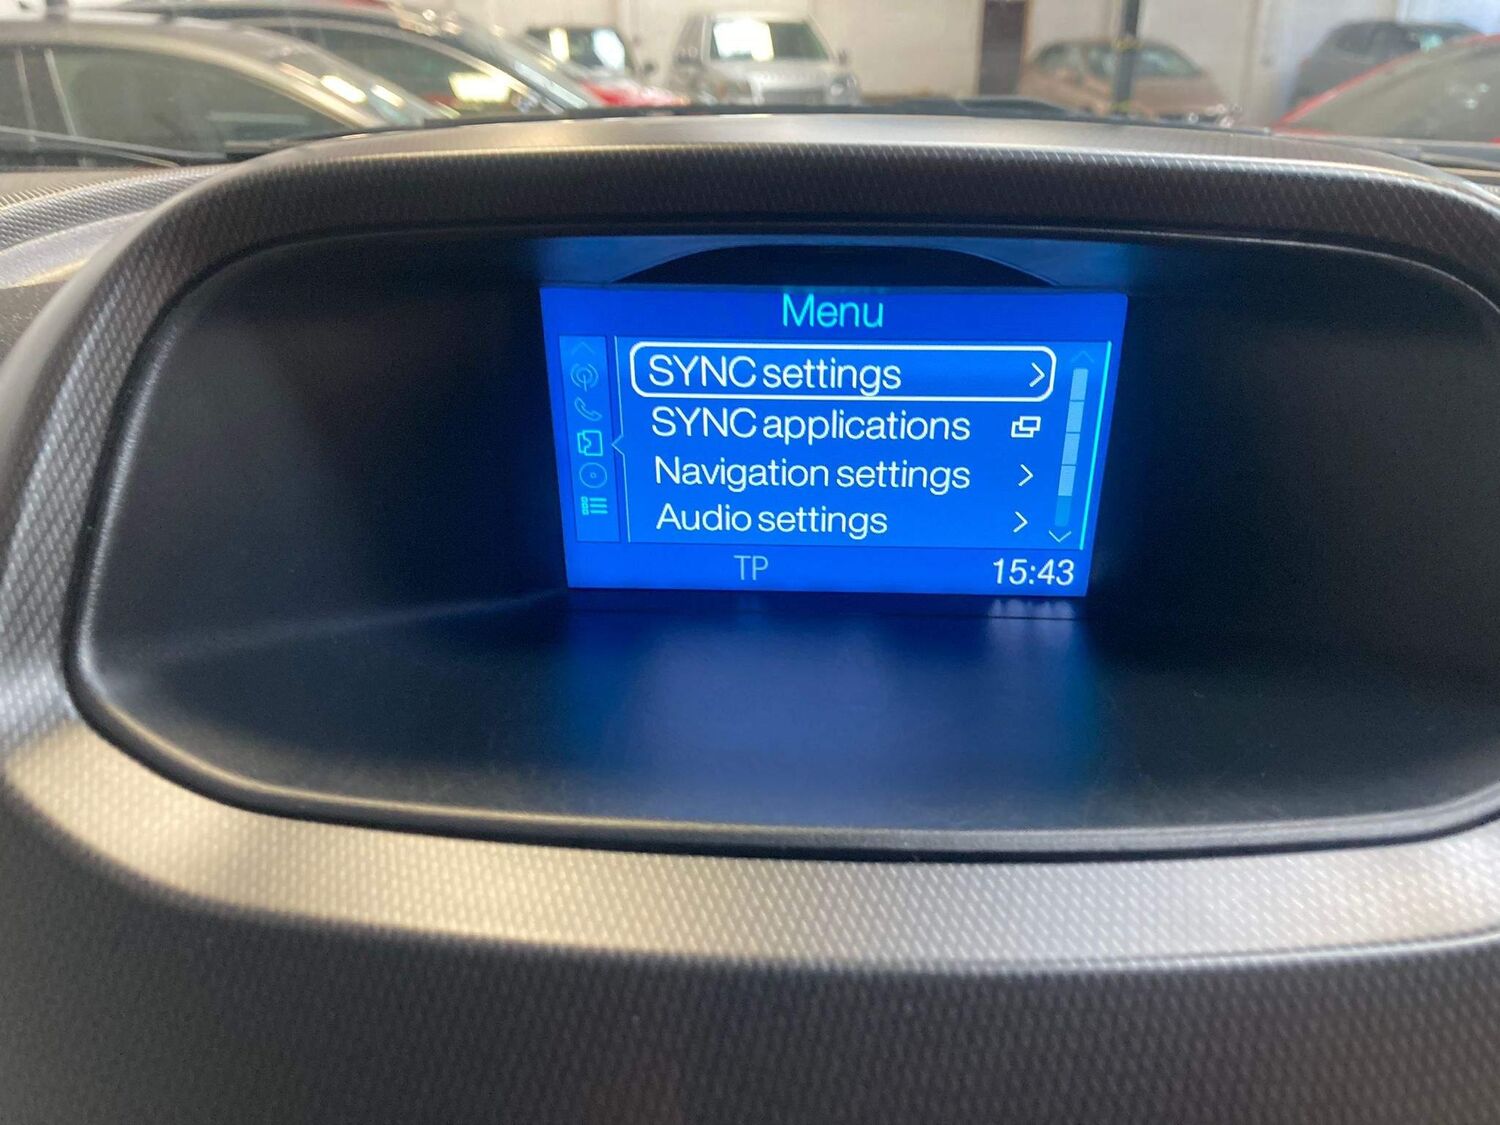 Menu
SYNC settings
SYNC applications
Navigation settings
Audio settings
TP
15:43